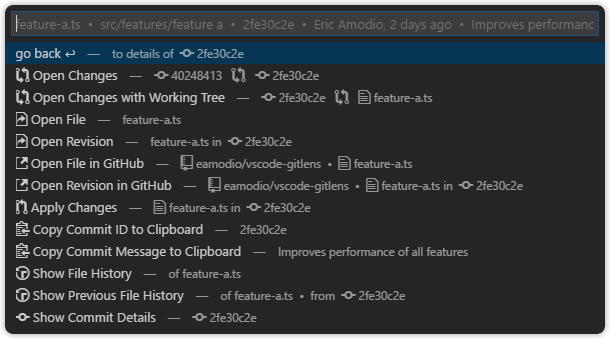 feature-a.ts • src/features/feature a • 2fe30c2e • Eric Amodio, 2 days ago • Improves performanc
go back ↩ — to details of 2fe30c2e
Open Changes — 40248413 2fe30c2e
Open Changes with Working Tree — 2fe30c2e feature-a.ts
Open File — feature-a.ts
Open Revision — feature-a.ts in 2fe30c2e
Open File in GitHub — eamodio/vscode-gitlens • feature-a.ts
Open Revision in GitHub — eamodio/vscode-gitlens • feature-a.ts in 2fe30c2e
Apply Changes — feature-a.ts in 2fe30c2e
Copy Commit ID to Clipboard — 2fe30c2e
Copy Commit Message to Clipboard — Improves performance of all features
Show File History — of feature-a.ts
Show Previous File History — of feature-a.ts • from 2fe30c2e
Show Commit Details — 2fe30c2e